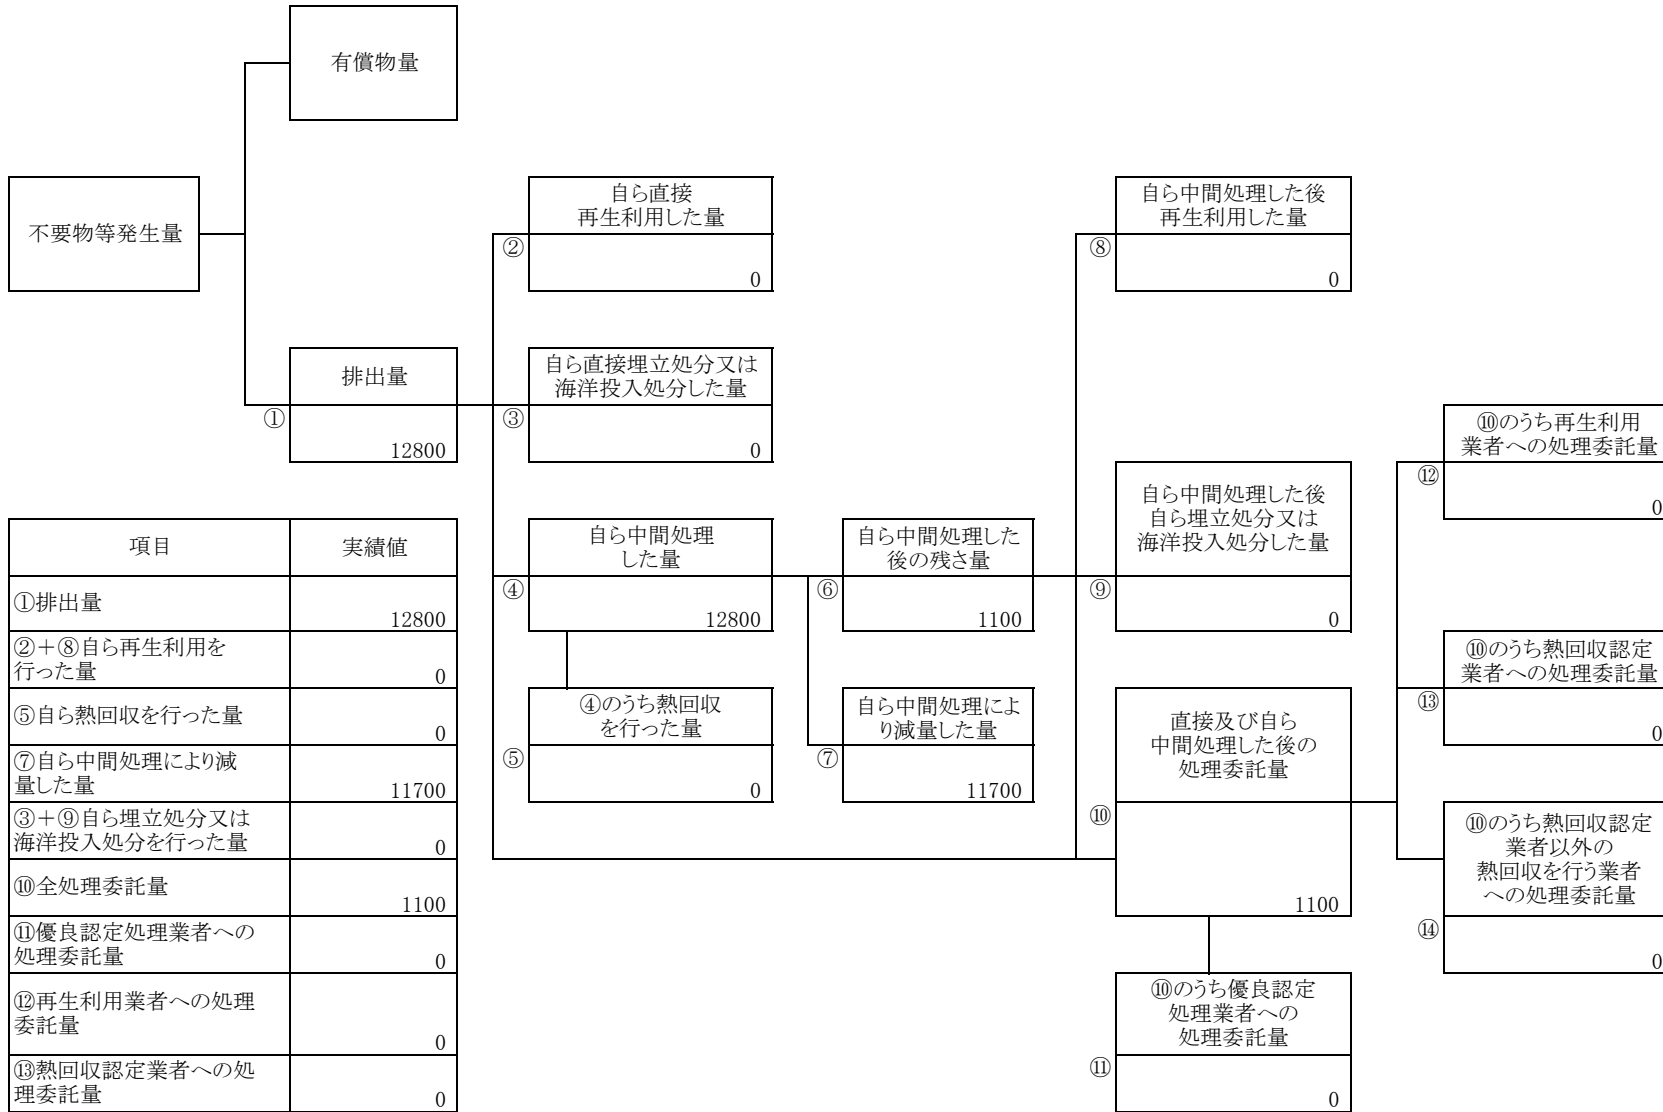 有償物量
不要物等発生量
自ら直接
再生利用した量
②
0
自ら中間処理した後
再生利用した量
⑧
0
排出量
①
12800
自ら直接埋立処分又は
海洋投入処分した量
③
0
⑩のうち再生利用
業者への処理委託量
⑫
0
自ら中間処理
した量
④
12800
自ら中間処理した
後の残さ量
⑥
1100
自ら中間処理した後
自ら埋立処分又は
海洋投入処分した量
⑨
0
⑩のうち熱回収認定
業者への処理委託量
⑬
0
④のうち熱回収
を行った量
⑤
0
自ら中間処理によ
り減量した量
⑦
11700
直接及び自ら
中間処理した後の
処理委託量
⑩
1100
⑩のうち熱回収認定
業者以外の
熱回収を行う業者
への処理委託量
⑭
0
⑩のうち優良認定
処理業者への
処理委託量
⑪
0
項目 実績値
①排出量 12800
②+⑧自ら再生利用を
行った量 0
⑤自ら熱回収を行った量 0
⑦自ら中間処理により減
量した量 11700
③+⑨自ら埋立処分又は
海洋投入処分を行った量 0
⑩全処理委託量 1100
⑪優良認定処理業者への
処理委託量 0
⑫再生利用業者への処理
委託量 0
⑬熱回収認定業者への処
理委託量 0